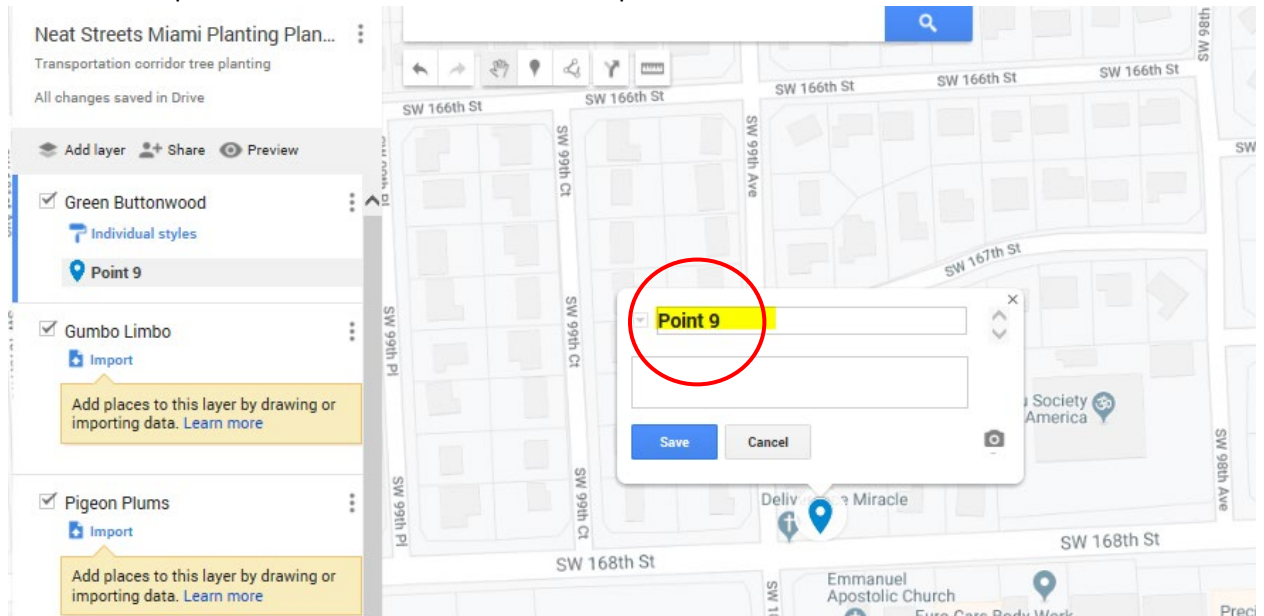 Neat Streets Miami Planting Plan...
Transportation corridor tree planting
All changes saved in Drive
Add layer Share Preview
Green Buttonwood
Individual styles
Point 9
Gumbo Limbo
Import
Add places to this layer by drawing or
importing data. Learn more
Pigeon Plums
Import
Add places to this layer by drawing or
importing data. Learn more
SW 166th St
SW 166th St
SW 166th St
SW 166th St
SW 166th St
SW 98th
SW
SW 99th Ct
SW 99th Ave
SW 167th St
SW 99th Pl
SW 99th Ct
Point 9
Save Cancel
Society
America
SW 98th Ave
SW 99th Pl
SW 99th Ct
Miracle
SW 168th St
SW 168th St
Emmanuel
Apostolic Church